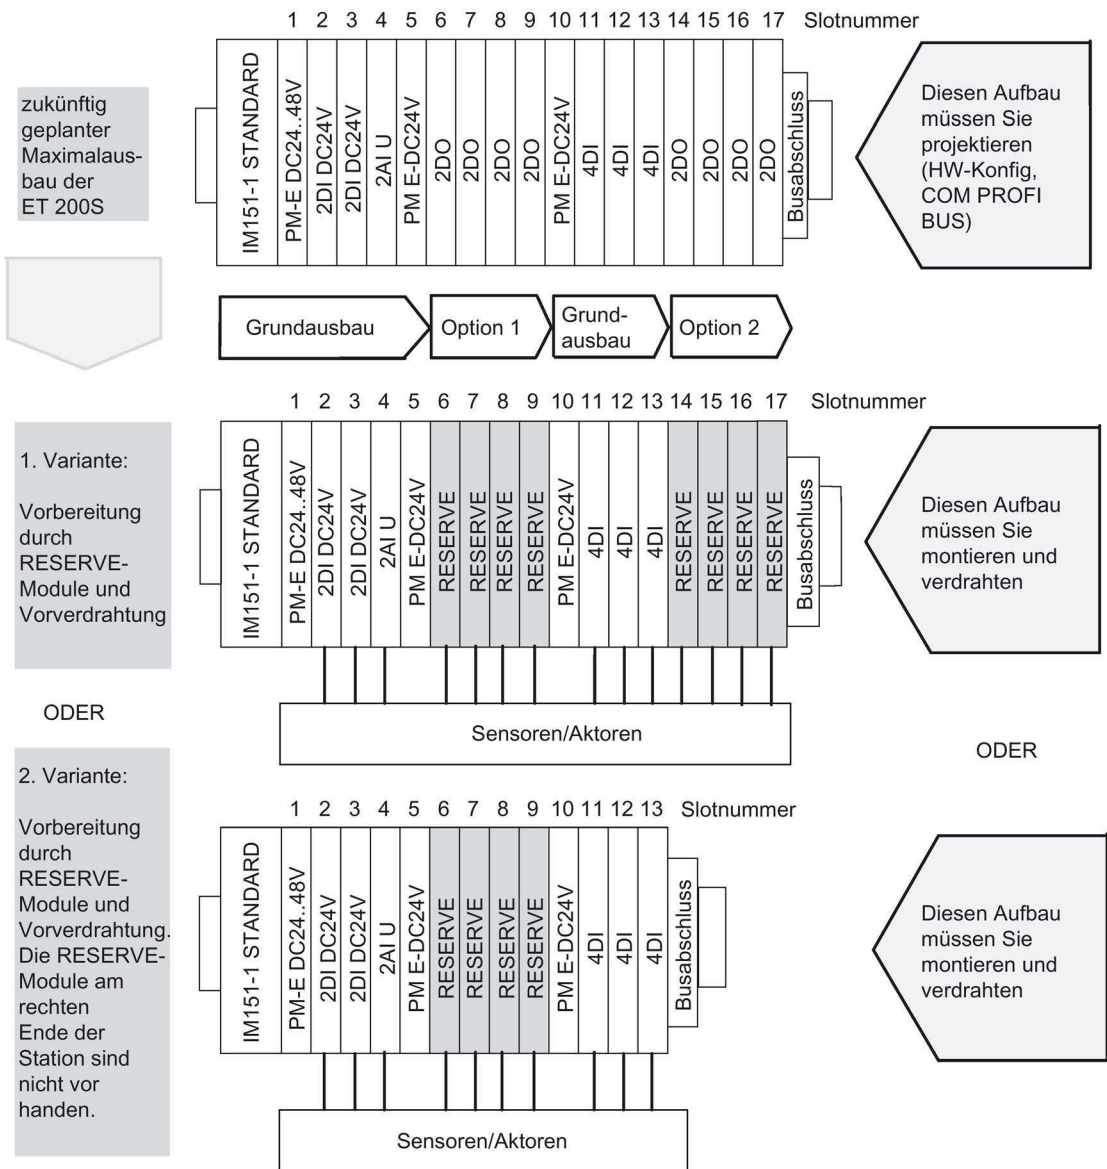 1 2 3 4 5 6 7 8 9 10 11 12 13 14 15 16 17 Slotnummer
zukünftig
geplanter
Maximalaus-
bau der
ET 200S
IM151-1 STANDARD
PM-E DC24..48V
2DI DC24V
2DI DC24V
2AI U
PM E-DC24V
2DO
2DO
2DO
2DO
PM E-DC24V
4DI
4DI
4DI
2DO
2DO
2DO
2DO
Busabschluss
Diesen Aufbau
müssen Sie
projektieren
(HW-Konfig,
COM PROFI
BUS)
Grundausbau
Option 1
Grund-
ausbau
Option 2
1 2 3 4 5 6 7 8 9 10 11 12 13 14 15 16 17 Slotnummer
1. Variante:
Vorbereitung
durch
RESERVE-
Module und
Vorverdrahtung
IM151-1 STANDARD
PM-E DC24..48V
2DI DC24V
2DI DC24V
2AI U
PM E-DC24V
RESERVE
RESERVE
RESERVE
RESERVE
PM E-DC24V
4DI
4DI
4DI
RESERVE
RESERVE
RESERVE
RESERVE
Busabschluss
Diesen Aufbau
müssen Sie
montieren und
verdrahten
Sensoren/Aktoren
ODER
ODER
1 2 3 4 5 6 7 8 9 10 11 12 13 Slotnummer
2. Variante:
Vorbereitung
durch
RESERVE-
Module und
Vorverdrahtung.
Die RESERVE-
Module am
rechten
Ende der
Station sind
nicht vor
handen.
IM151-1 STANDARD
PM-E DC24..48V
2DI DC24V
2DI DC24V
2AI U
PM E-DC24V
RESERVE
RESERVE
RESERVE
RESERVE
PM E-DC24V
4DI
4DI
4DI
Busabschluss
Diesen Aufbau
müssen Sie
montieren und
verdrahten
Sensoren/Aktoren